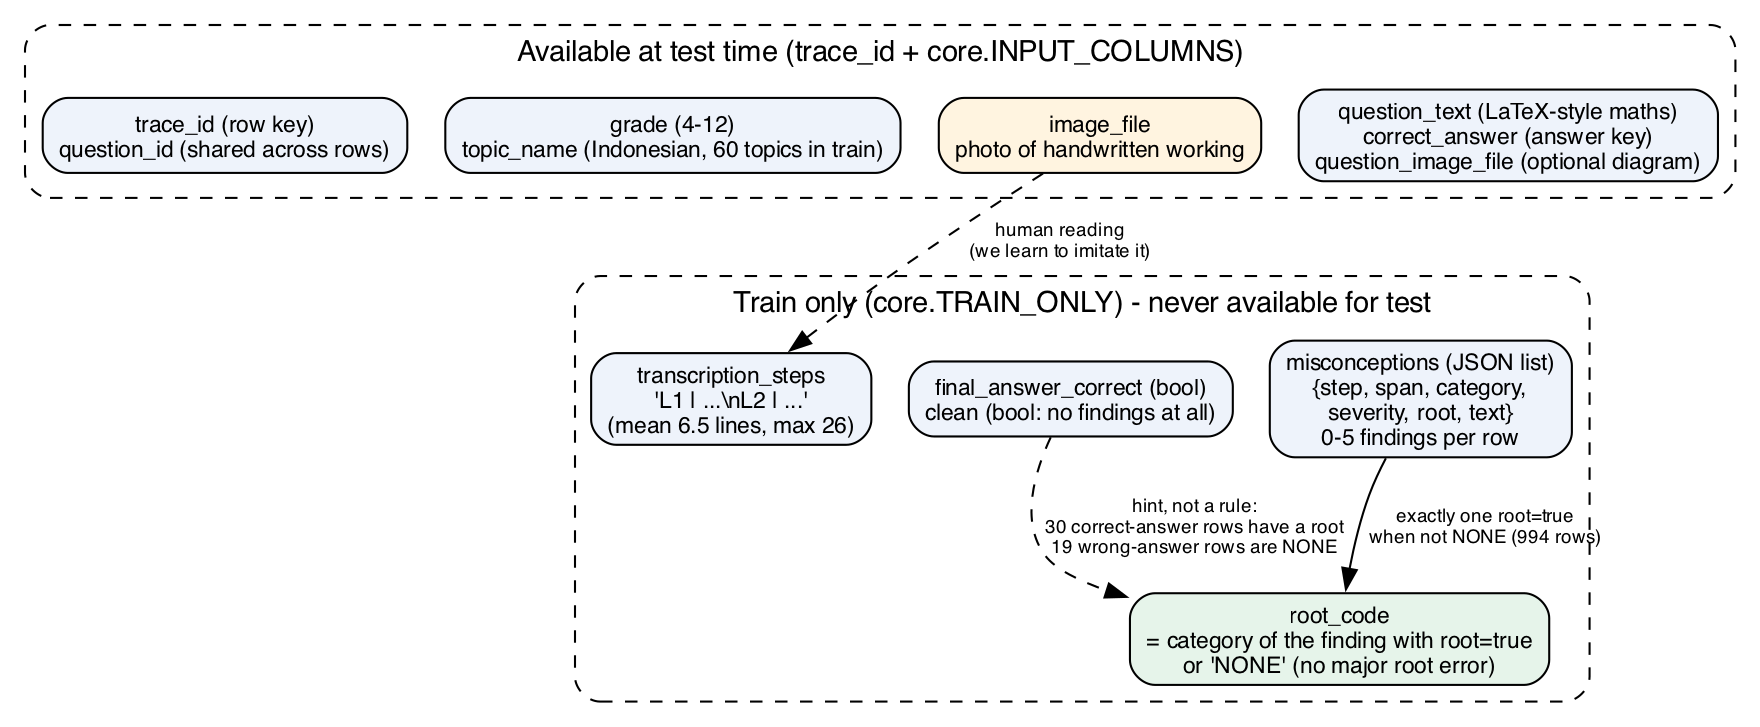 Available at test time (trace_id + core.INPUT_COLUMNS)
trace_id (row key)
question_id (shared across rows)
grade (4-12)
topic_name (Indonesian, 60 topics in train)
image_file
photo of handwritten working
question_text (LaTeX-style maths)
correct_answer (answer key)
question_image_file (optional diagram)
human reading
(we learn to imitate it)
Train only (core.TRAIN_ONLY) - never available for test
transcription_steps
'L1 | ...\nL2 | ...'
(mean 6.5 lines, max 26)
final_answer_correct (bool)
clean (bool: no findings at all)
misconceptions (JSON list)
{step, span, category,
severity, root, text}
0-5 findings per row
hint, not a rule:
30 correct-answer rows have a root
19 wrong-answer rows are NONE
exactly one root=true
when not NONE (994 rows)
root_code
= category of the finding with root=true
or 'NONE' (no major root error)